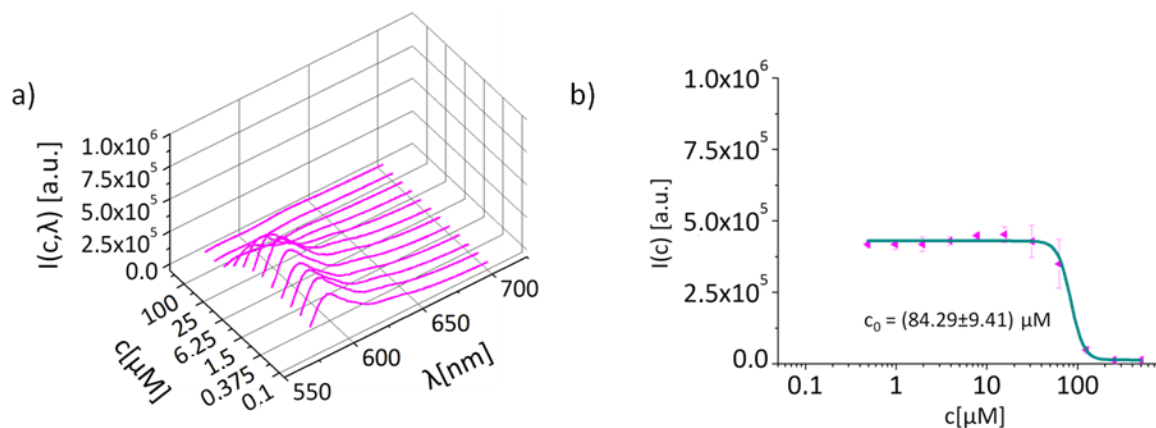 a)
I(c,λ) [a.u.]
1.0x10⁶
7.5x10⁵
5.0x10⁵
2.5x10⁵
0.0
100
25
6.25
1.5
0.375
0.1
c[µM]
550
600
650
700
λ[nm]
b)
I(c) [a.u.]
1.0x10⁶
7.5x10⁵
5.0x10⁵
2.5x10⁵
0.0
c₀ = (84.29±9.41) µM
0.1 1 10 100
c[µM]